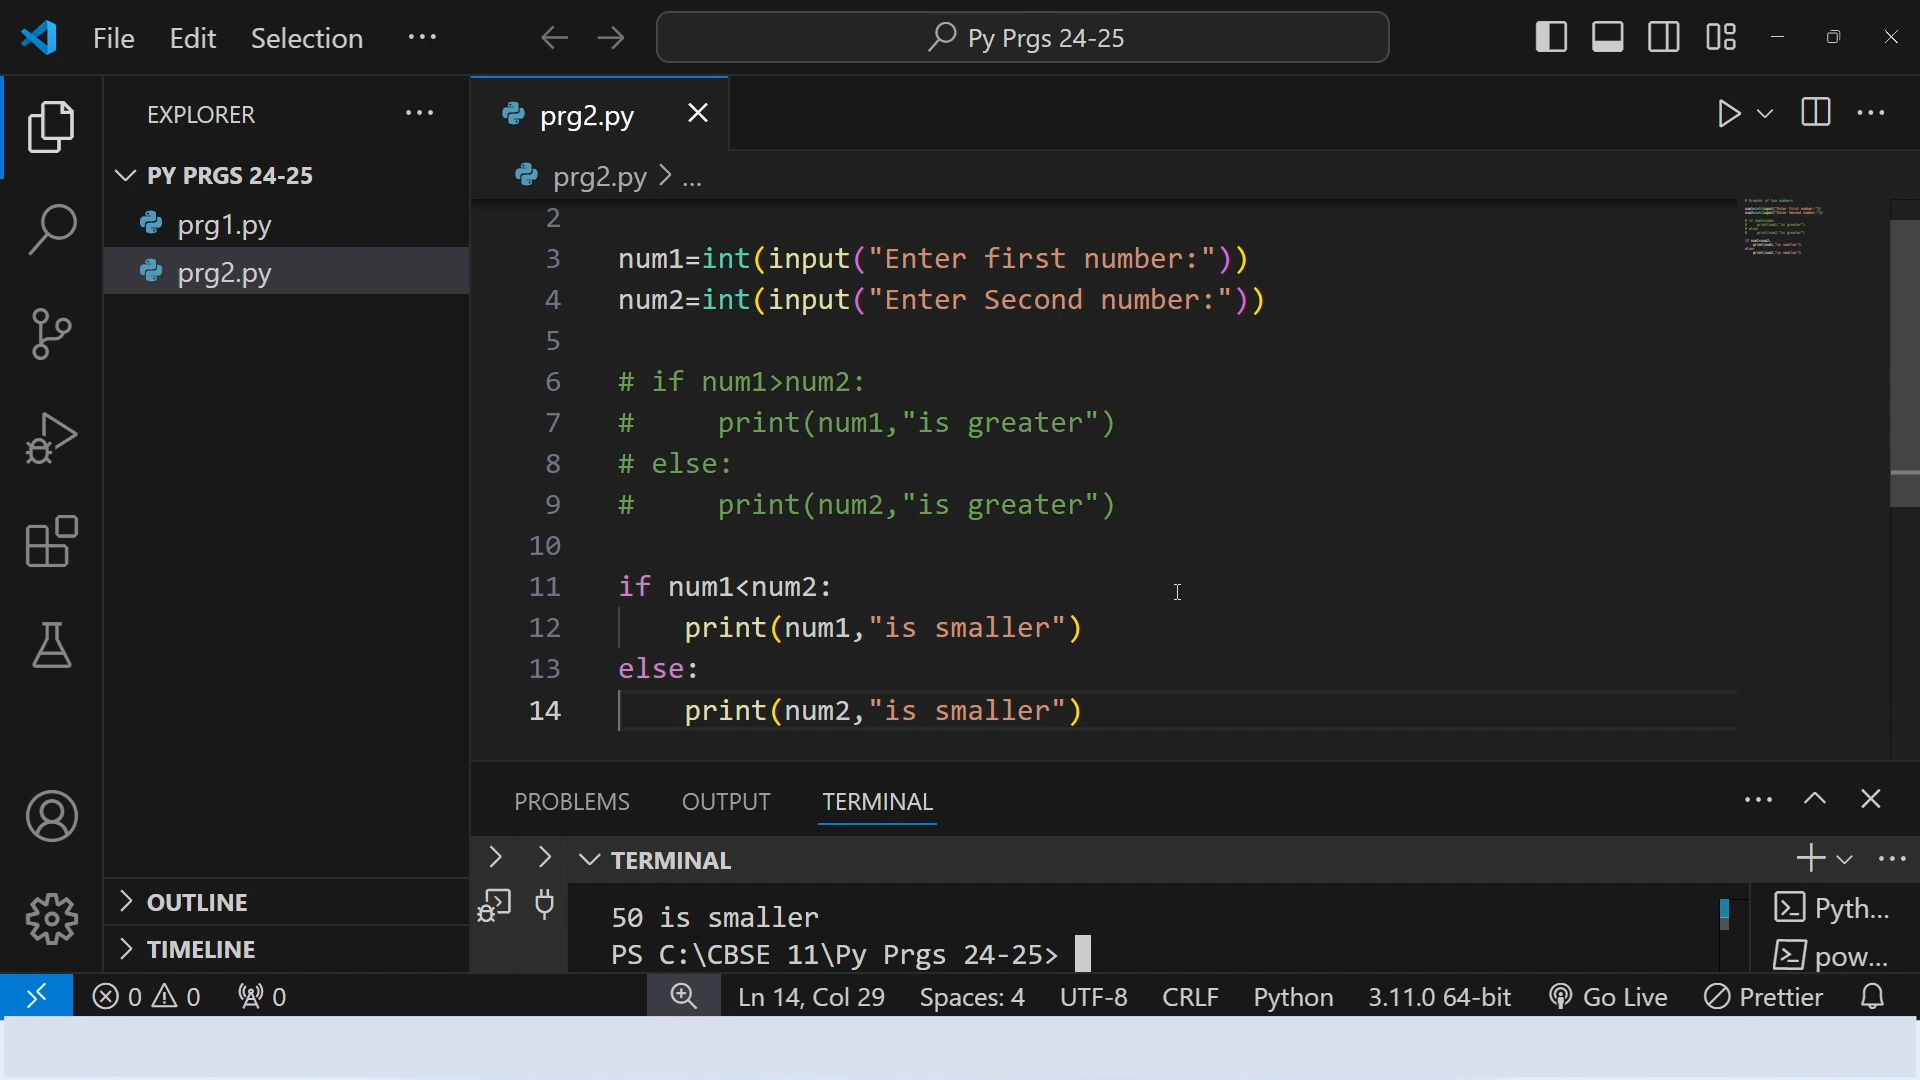 File Edit Selection ···
Py Prgs 24-25
EXPLORER ···
PY PRGS 24-25
prg1.py
prg2.py
OUTLINE
TIMELINE
prg2.py
prg2.py > ...
2
3 num1=int(input("Enter first number:"))
4 num2=int(input("Enter Second number:"))
5
6 # if num1>num2:
7 #     print(num1,"is greater")
8 # else:
9 #     print(num2,"is greater")
10
11 if num1<num2:
12     print(num1,"is smaller")
13 else:
14     print(num2,"is smaller")
PROBLEMS OUTPUT TERMINAL
TERMINAL
50 is smaller
PS C:\CBSE 11\Py Prgs 24-25>
Pyth...
pow...
0 0 0 Ln 14, Col 29 Spaces: 4 UTF-8 CRLF Python 3.11.0 64-bit Go Live Prettier